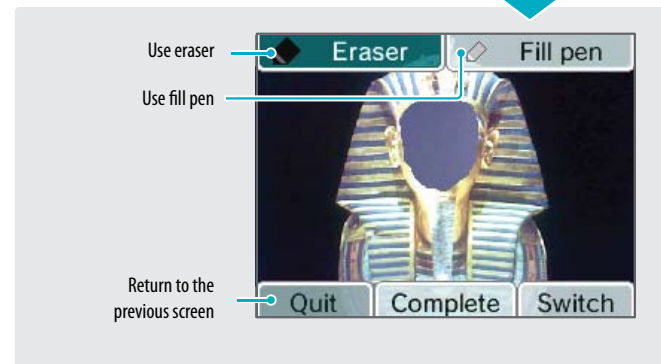 Use eraser
Eraser
Fill pen
Use fill pen
Return to the
previous screen
Quit
Complete
Switch